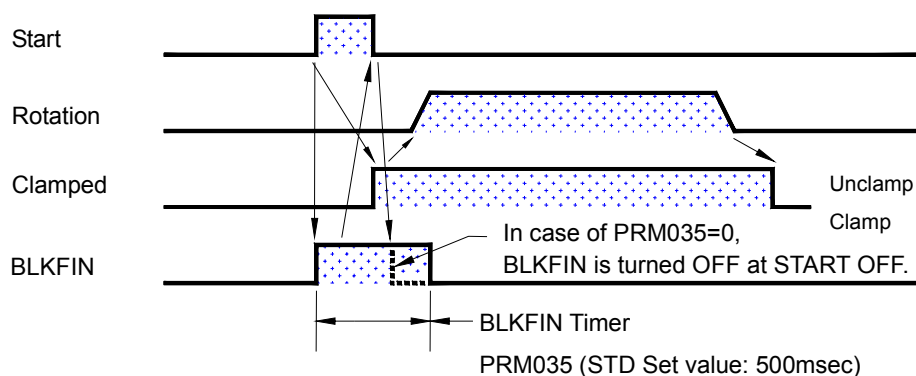 Start
Rotation
Clamped
Unclamp
Clamp
BLKFIN
In case of PRM035=0,
BLKFIN is turned OFF at START OFF.
BLKFIN Timer
PRM035 (STD Set value: 500msec)